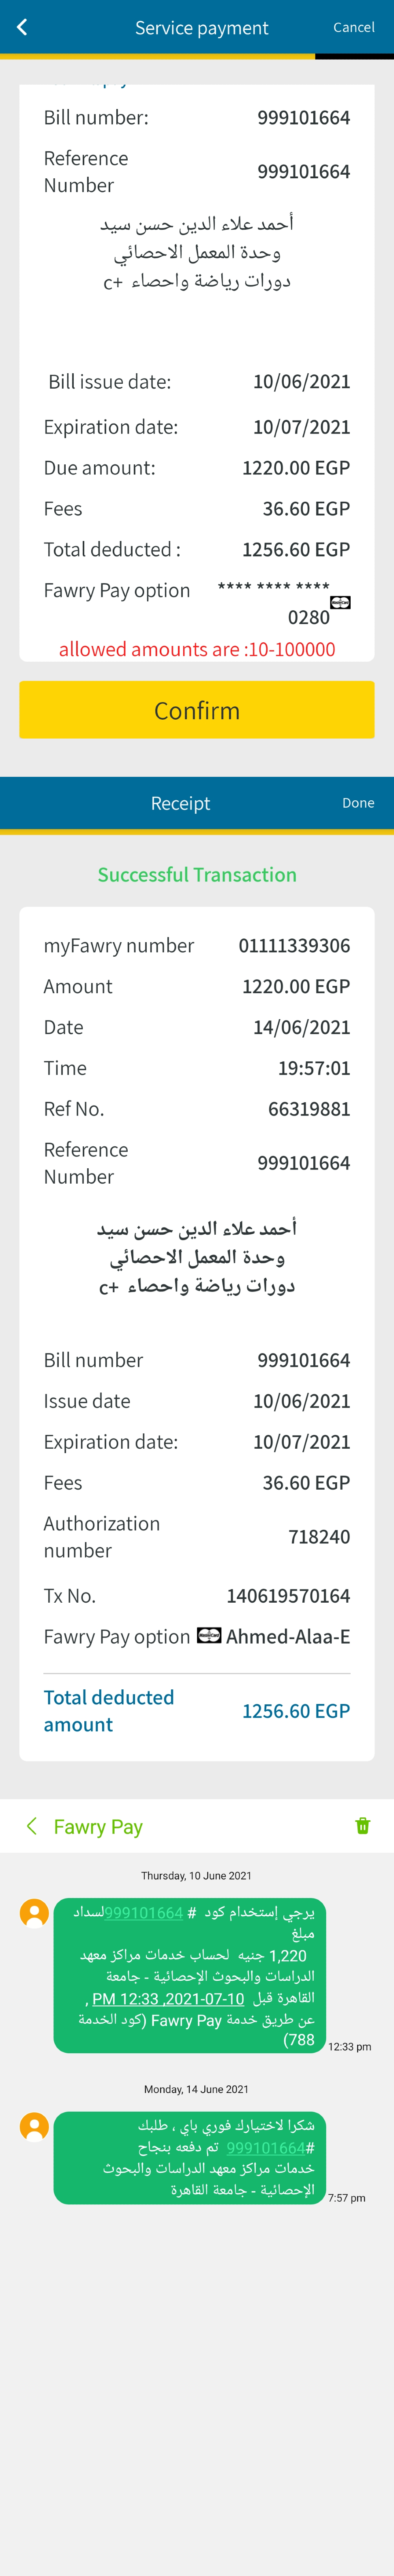 Service payment Cancel
Bill number: 999101664
Reference
Number 999101664
أحمد علاء الدين حسن سيد
وحدة المعمل الاحصائي
دورات رياضة واحصاء +c
Bill issue date: 10/06/2021
Expiration date: 10/07/2021
Due amount: 1220.00 EGP
Fees 36.60 EGP
Total deducted : 1256.60 EGP
Fawry Pay option **** **** ****
0280
allowed amounts are :10-100000
Confirm
Receipt Done
Successful Transaction
myFawry number 01111339306
Amount 1220.00 EGP
Date 14/06/2021
Time 19:57:01
Ref No. 66319881
Reference
Number 999101664
أحمد علاء الدين حسن سيد
وحدة المعمل الاحصائي
دورات رياضة واحصاء +c
Bill number 999101664
Issue date 10/06/2021
Expiration date: 10/07/2021
Fees 36.60 EGP
Authorization
number 718240
Tx No. 140619570164
Fawry Pay option Ahmed-Alaa-E
Total deducted
amount 1256.60 EGP
Fawry Pay
Thursday, 10 June 2021
يرجي إستخدام كود # 999101664لسداد
مبلغ
1,220 جنيه لحساب خدمات مراكز معهد
الدراسات والبحوث الإحصائية - جامعة
القاهرة قبل 2021-07-10, 12:33 PM ,
عن طريق خدمة Fawry Pay (كود الخدمة
788)
12:33 pm
Monday, 14 June 2021
شكرا لاختيارك فوري باي ، طلبك
#999101664 تم دفعه بنجاح
خدمات مراكز معهد الدراسات والبحوث
الإحصائية - جامعة القاهرة
7:57 pm